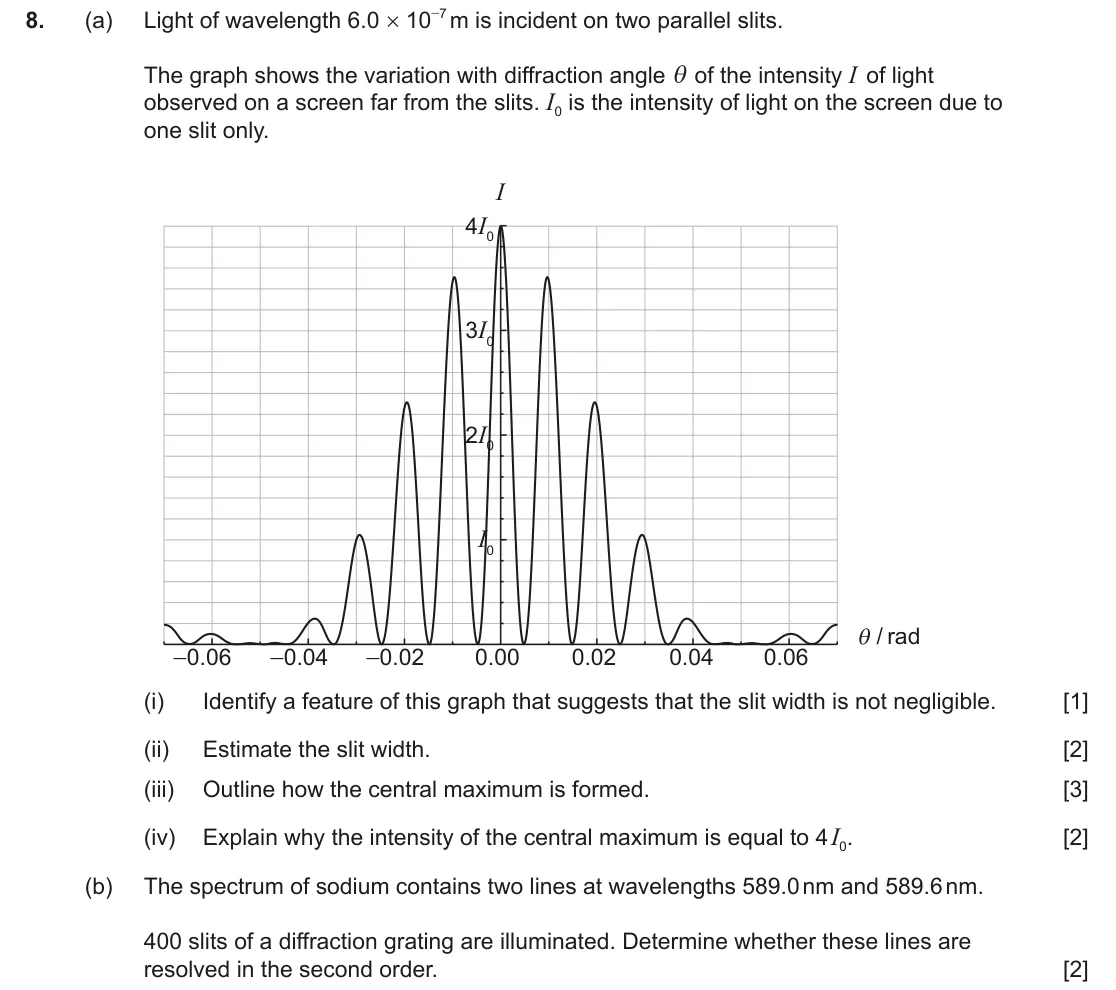 8. (a) Light of wavelength 6.0 × 10⁻⁷ m is incident on two parallel slits.
The graph shows the variation with diffraction angle θ of the intensity I of light
observed on a screen far from the slits. I₀ is the intensity of light on the screen due to
one slit only.
I
4I₀
3I₀
2I₀
I₀
θ / rad
–0.06 –0.04 –0.02 0.00 0.02 0.04 0.06
(i) Identify a feature of this graph that suggests that the slit width is not negligible. [1]
(ii) Estimate the slit width. [2]
(iii) Outline how the central maximum is formed. [3]
(iv) Explain why the intensity of the central maximum is equal to 4I₀. [2]
(b) The spectrum of sodium contains two lines at wavelengths 589.0 nm and 589.6 nm.
400 slits of a diffraction grating are illuminated. Determine whether these lines are
resolved in the second order. [2]